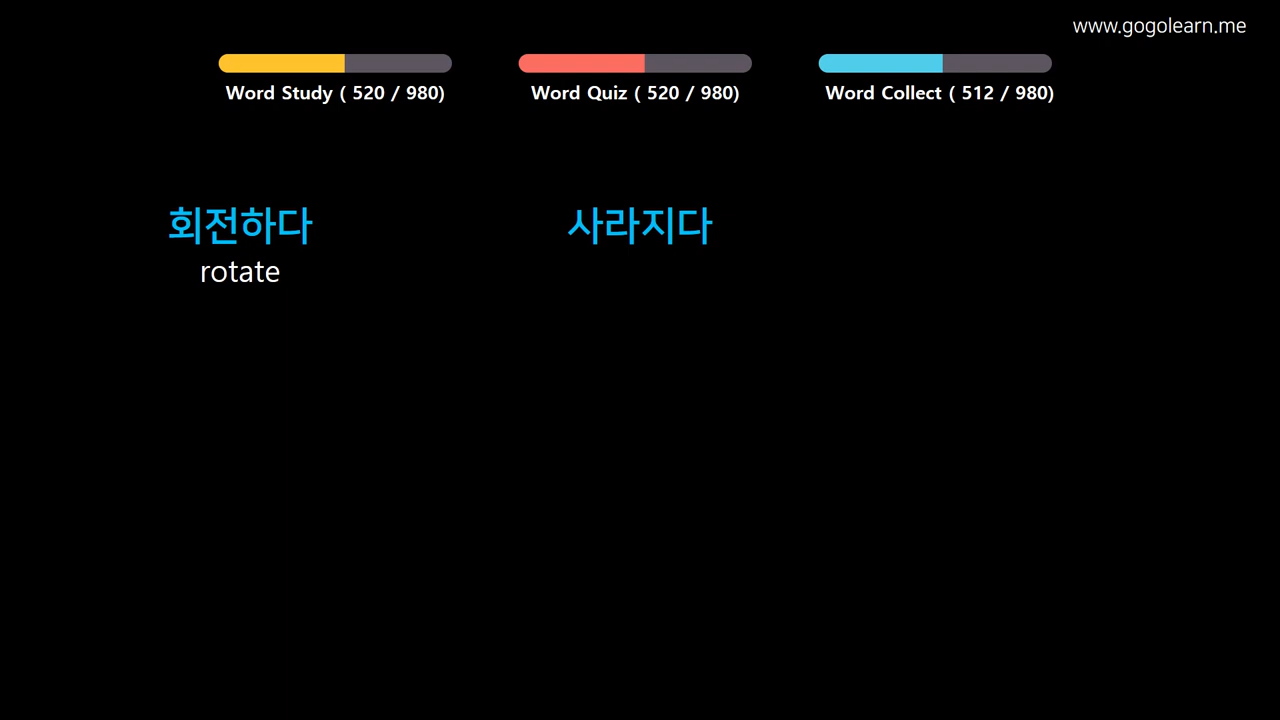 www.gogolearn.me
Word Study ( 520 / 980)
Word Quiz ( 520 / 980)
Word Collect ( 512 / 980)
회전하다
rotate
사라지다